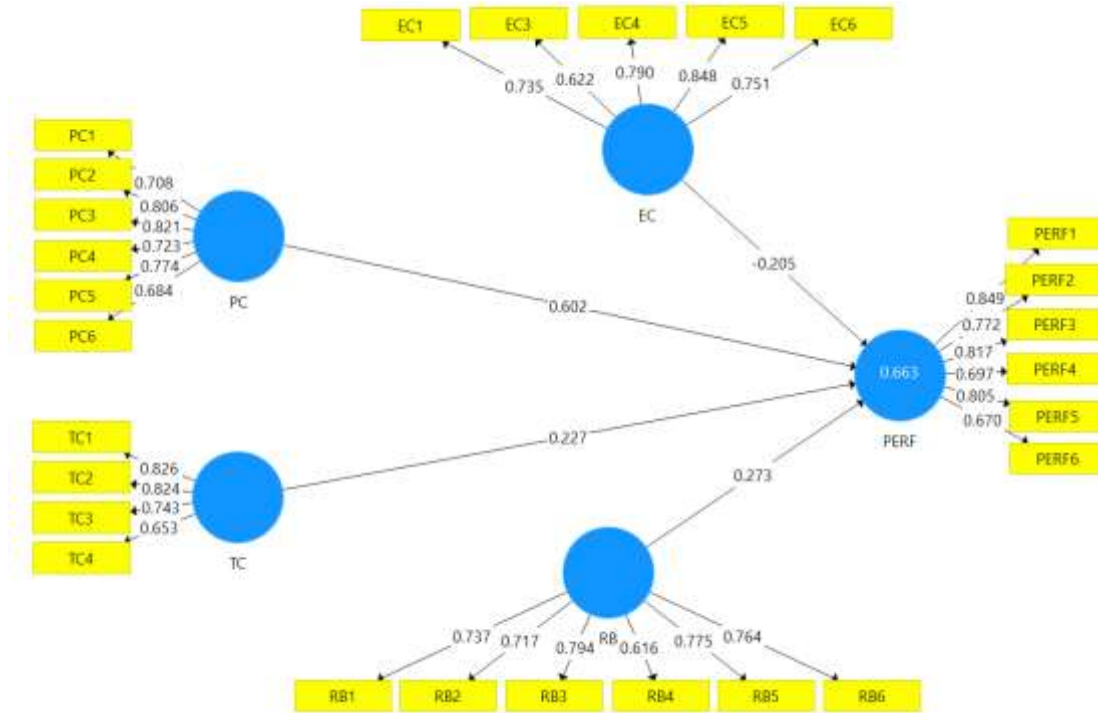 EC1
EC3
EC4
EC5
EC6
0.735
0.622
0.790
0.848
0.751
EC
PC1
PC2
PC3
PC4
PC5
PC6
0.708
0.806
0.821
0.723
0.774
0.684
PC
-0.205
0.602
PERF1
PERF2
PERF3
PERF4
PERF5
PERF6
0.849
0.772
0.817
0.697
0.805
0.670
0.663
PERF
TC1
TC2
TC3
TC4
0.826
0.824
0.743
0.653
TC
0.227
0.273
RB
0.737
0.717
0.794
0.616
0.775
0.764
RB1
RB2
RB3
RB4
RB5
RB6